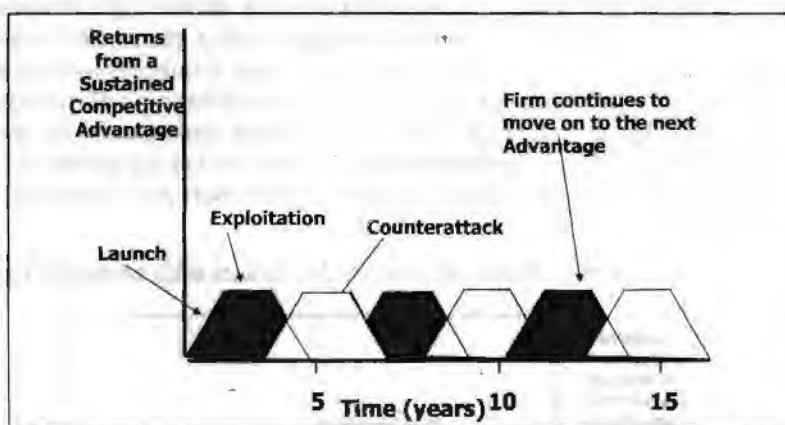 Returns
from a
Sustained
Competitive
Advantage
Firm continues to
move on to the next
Advantage
Exploitation
Counterattack
Launch
5
10
15
Time (years)